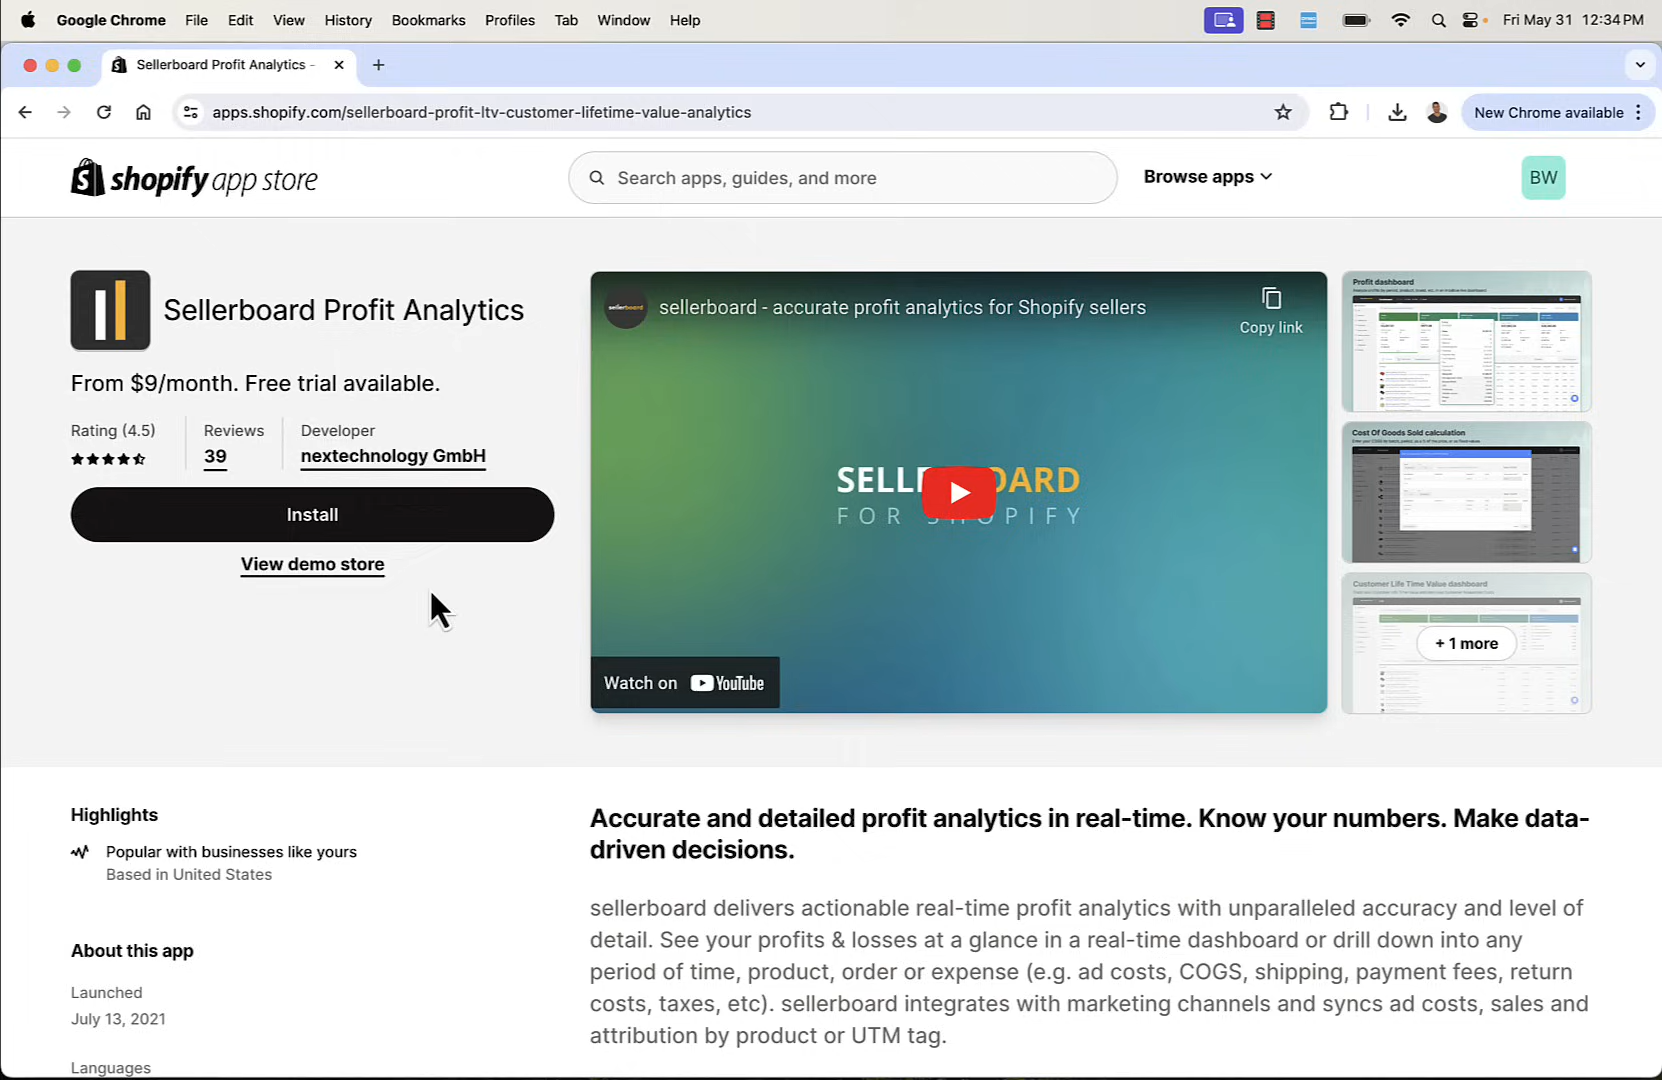 Google Chrome File Edit View History Bookmarks Profiles Tab Window Help Fri May 31 12:34 PM
Sellerboard Profit Analytics -
apps.shopify.com/sellerboard-profit-ltv-customer-lifetime-value-analytics
New Chrome available
shopify app store
Search apps, guides, and more
Browse apps
BW
Sellerboard Profit Analytics
From $9/month. Free trial available.
Rating (4.5)
Reviews
39
Developer
nextechnology GmbH
Install
View demo store
sellerboard
sellerboard - accurate profit analytics for Shopify sellers
Copy link
FOR SHOPIFY
Watch on YouTube
Profit dashboard
Cost Of Goods Sold calculation
Customer Life Time Value dashboard
+ 1 more
Highlights
Popular with businesses like yours
Based in United States
About this app
Launched
July 13, 2021
Languages
Accurate and detailed profit analytics in real-time. Know your numbers. Make data-
driven decisions.
sellerboard delivers actionable real-time profit analytics with unparalleled accuracy and level of
detail. See your profits & losses at a glance in a real-time dashboard or drill down into any
period of time, product, order or expense (e.g. ad costs, COGS, shipping, payment fees, return
costs, taxes, etc). sellerboard integrates with marketing channels and syncs ad costs, sales and
attribution by product or UTM tag.